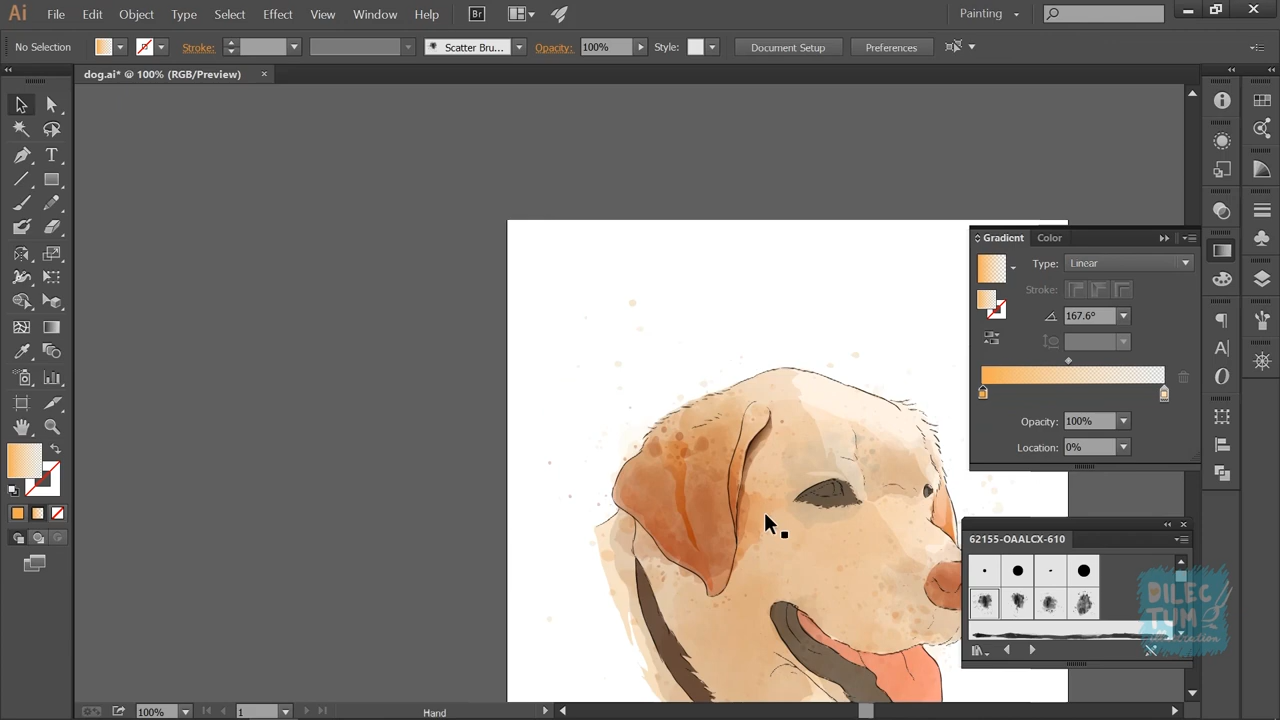 Ai File Edit Object Type Select Effect View Window Help Br Painting
No Selection Stroke: Scatter Bru... Opacity: 100% Style: Document Setup Preferences
dog.ai* @ 100% (RGB/Preview) ×
Gradient Color
Type: Linear
Stroke:
167.6°
Opacity: 100%
Location: 0%
62155-OAALCX-610
DILEC
TUM
100% 1 Hand